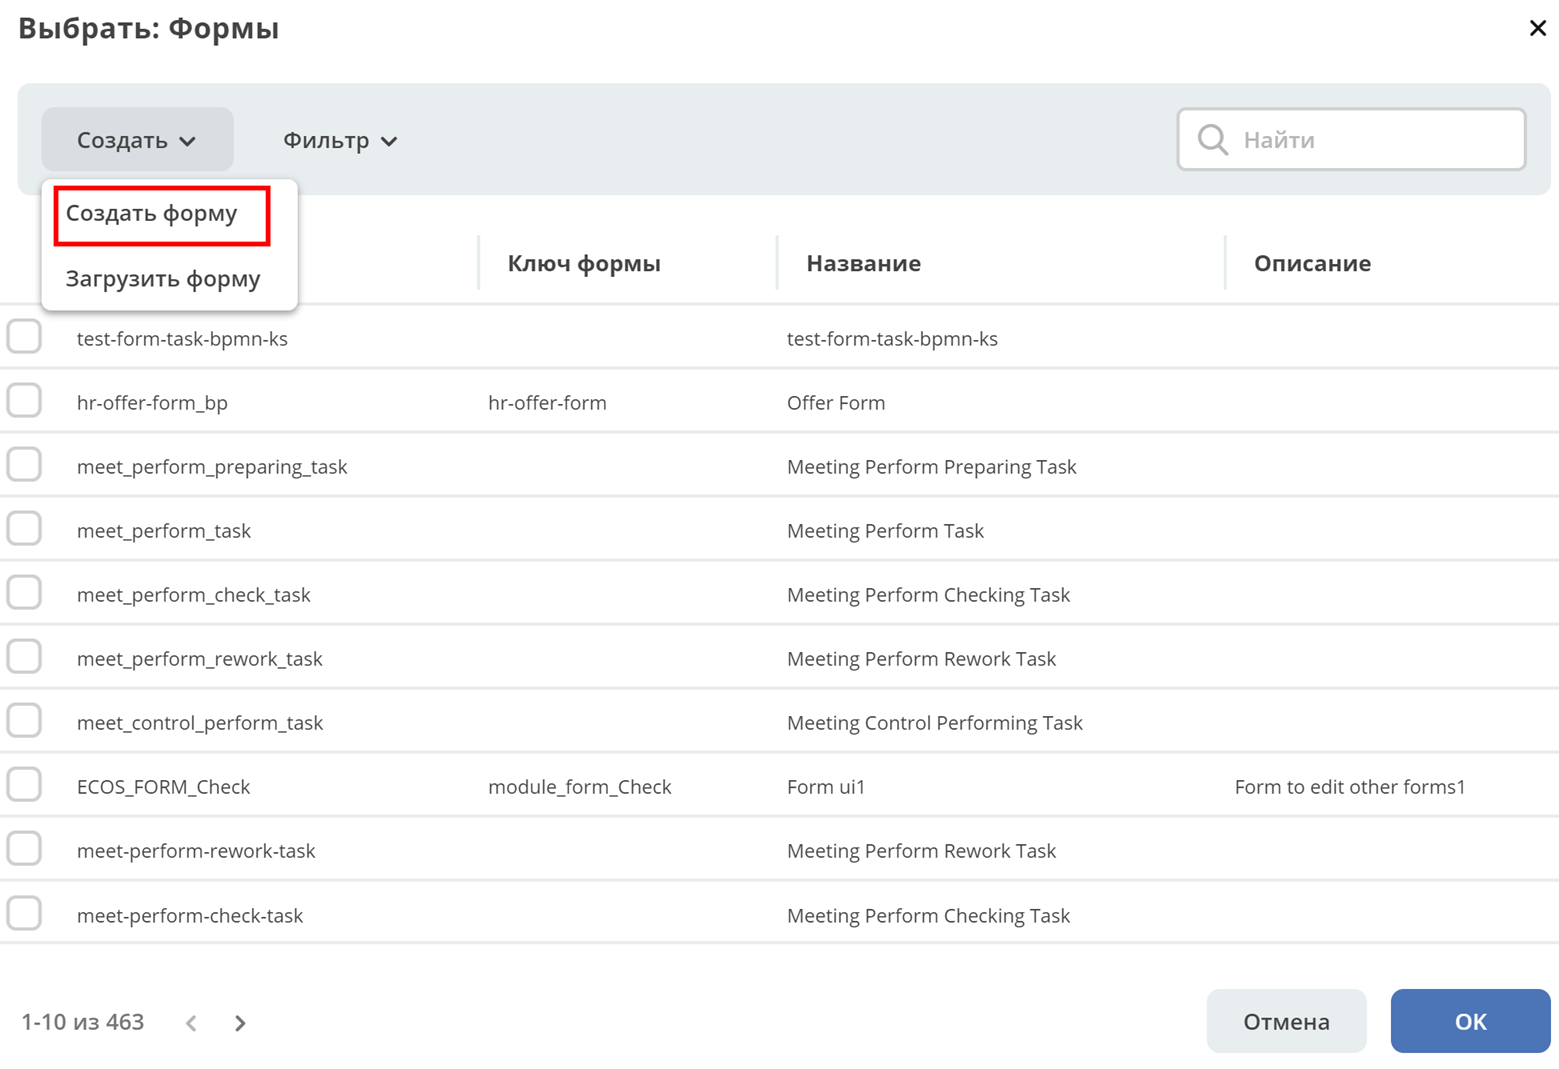 Выбрать: Формы
Создать Фильтр Найти
Создать форму
Загрузить форму
Ключ формы Название Описание
test-form-task-bpmn-ks test-form-task-bpmn-ks
hr-offer-form_bp hr-offer-form Offer Form
meet_perform_preparing_task Meeting Perform Preparing Task
meet_perform_task Meeting Perform Task
meet_perform_check_task Meeting Perform Checking Task
meet_perform_rework_task Meeting Perform Rework Task
meet_control_perform_task Meeting Control Performing Task
ECOS_FORM_Check module_form_Check Form ui1 Form to edit other forms1
meet-perform-rework-task Meeting Perform Rework Task
meet-perform-check-task Meeting Perform Checking Task
1-10 из 463 Отмена OK